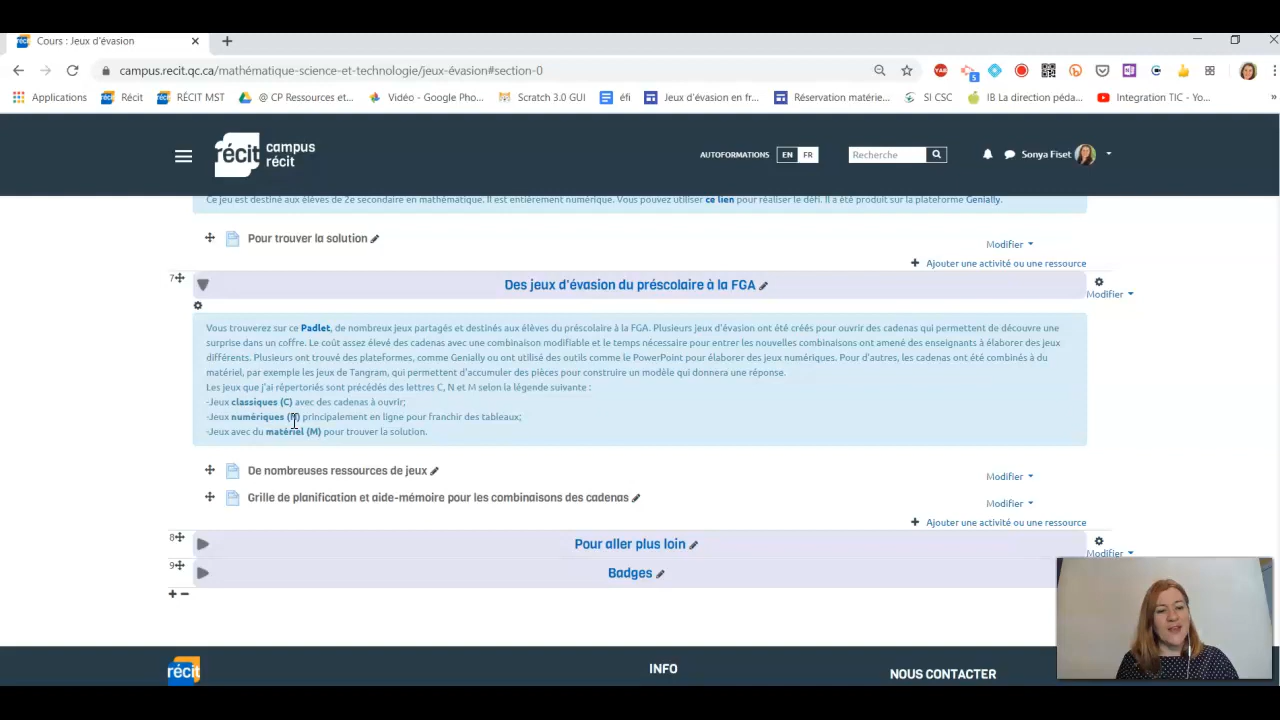 Cours : Jeux d'évasion
campus.recit.qc.ca/mathématique-science-et-technologie/jeux-évasion#section-0
Applications Récit RÉCIT MST @ CP Ressources et... Vidéo - Google Pho... Scratch 3.0 GUI éfi Jeux d'évasion en fr... Réservation matérie... SI CSC IB La direction péda... Integration TIC - Yo... »
récit campus récit
AUTOFORMATIONS EN FR Recherche Sonya Fiset
Ce jeu est destiné aux élèves de 2e secondaire en mathématique. Il est entièrement numérique. Vous pouvez utiliser ce lien pour réaliser le défi. Il a été produit sur la plateforme Genially.
Pour trouver la solution
Modifier
Ajouter une activité ou une ressource
7
Des jeux d'évasion du préscolaire à la FGA
Modifier
Vous trouverez sur ce Padlet, de nombreux jeux partagés et destinés aux élèves du préscolaire à la FGA. Plusieurs jeux d'évasion ont été créés pour ouvrir des cadenas qui permettent de découvrir une
surprise dans un coffre. Le coût assez élevé des cadenas avec une combinaison modifiable et le temps nécessaire pour entrer les nouvelles combinaisons ont amené des enseignants à élaborer des jeux
différents. Plusieurs ont trouvé des plateformes, comme Genially ou ont utilisé des outils comme le PowerPoint pour élaborer des jeux numériques. Pour d'autres, les cadenas ont été combinés à du
matériel, par exemple les jeux de Tangram, qui permettent d'accumuler des pièces pour construire un modèle qui donnera une réponse.
Les jeux que j'ai répertoriés sont précédés des lettres C, N et M selon la légende suivante :
-Jeux classiques (C) avec des cadenas à ouvrir;
-Jeux numériques (N) principalement en ligne pour franchir des tableaux;
-Jeux avec du matériel (M) pour trouver la solution.
De nombreuses ressources de jeux
Modifier
Grille de planification et aide-mémoire pour les combinaisons des cadenas
Modifier
Ajouter une activité ou une ressource
8
Pour aller plus loin
Modifier
9
Badges
récit
INFO
NOUS CONTACTER